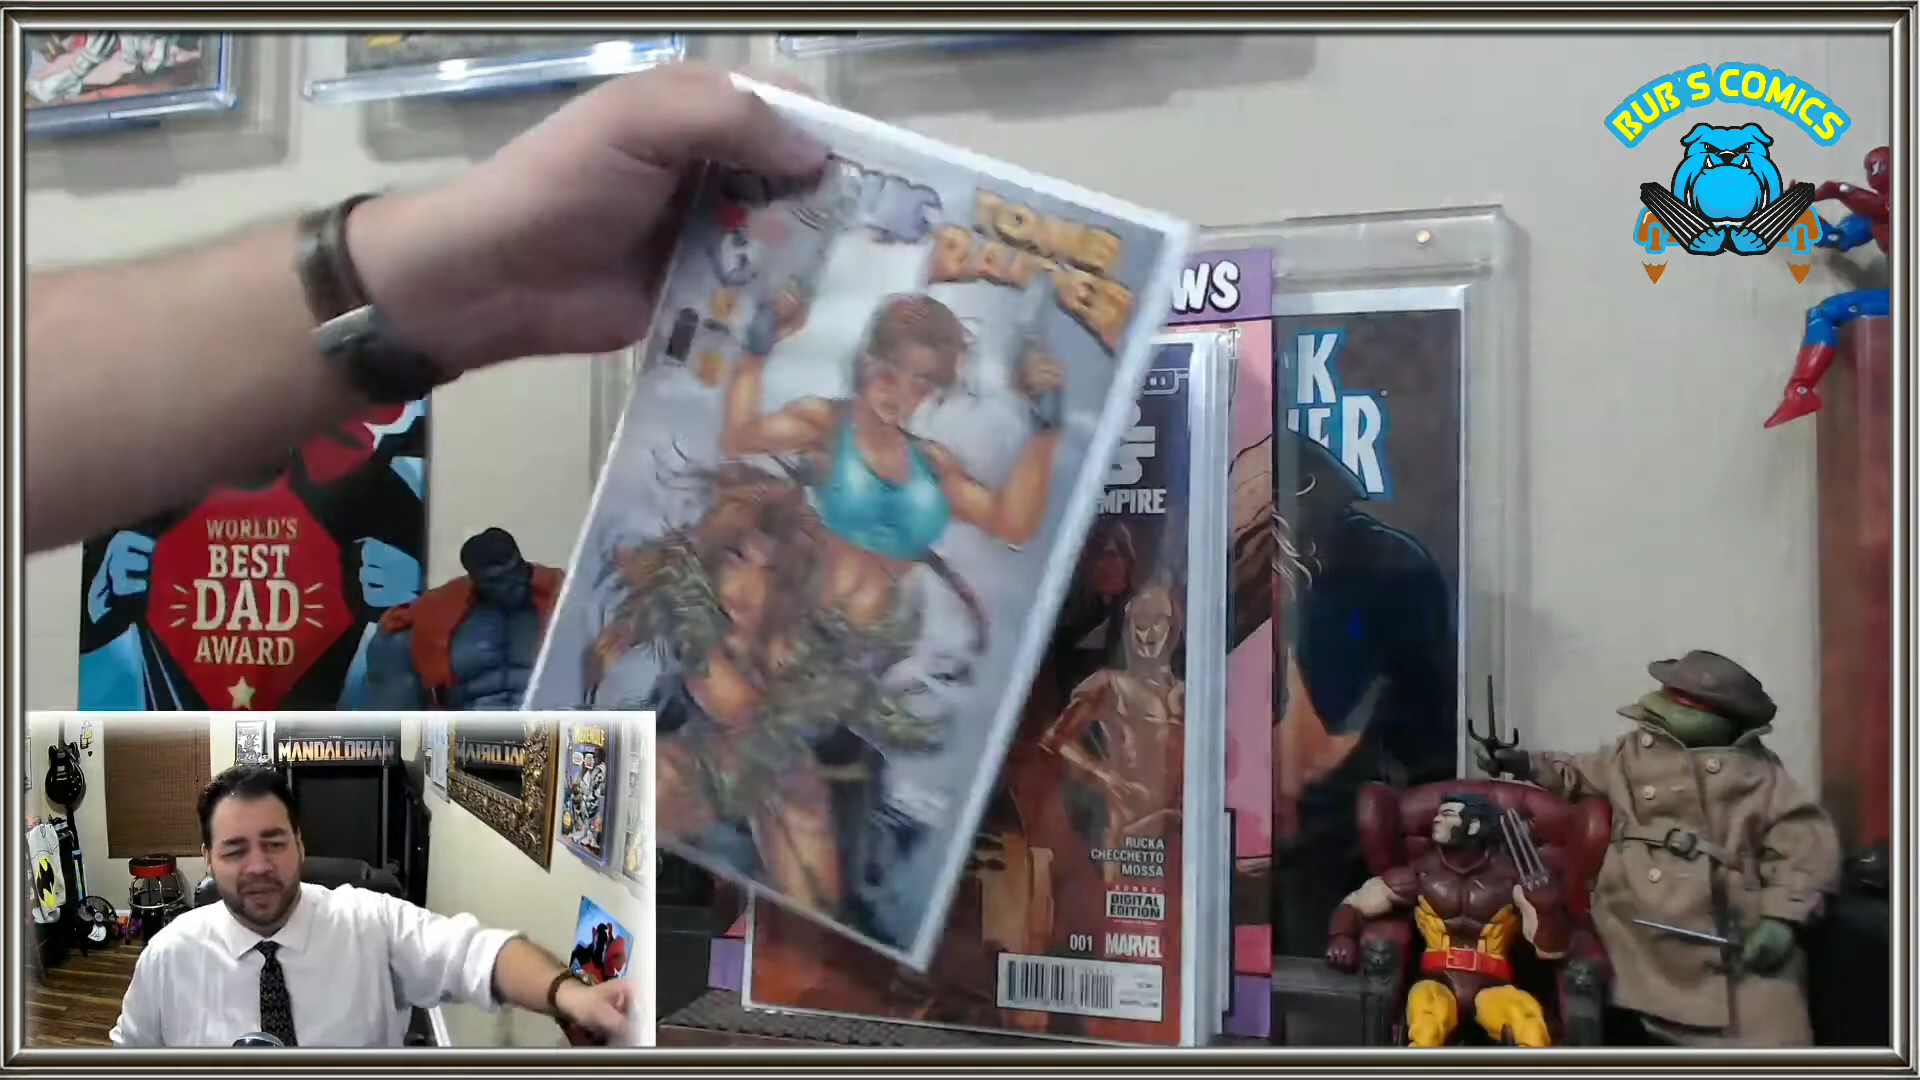 BUB'S COMICS
TOMB
RAIDER
WS
K
ER
MPIRE
WORLD'S
BEST
DAD
AWARD
MANDALORIAN
RUCKA
CHECCHETTO
MOSSA
DIGITAL
EDITION
001 MARVEL